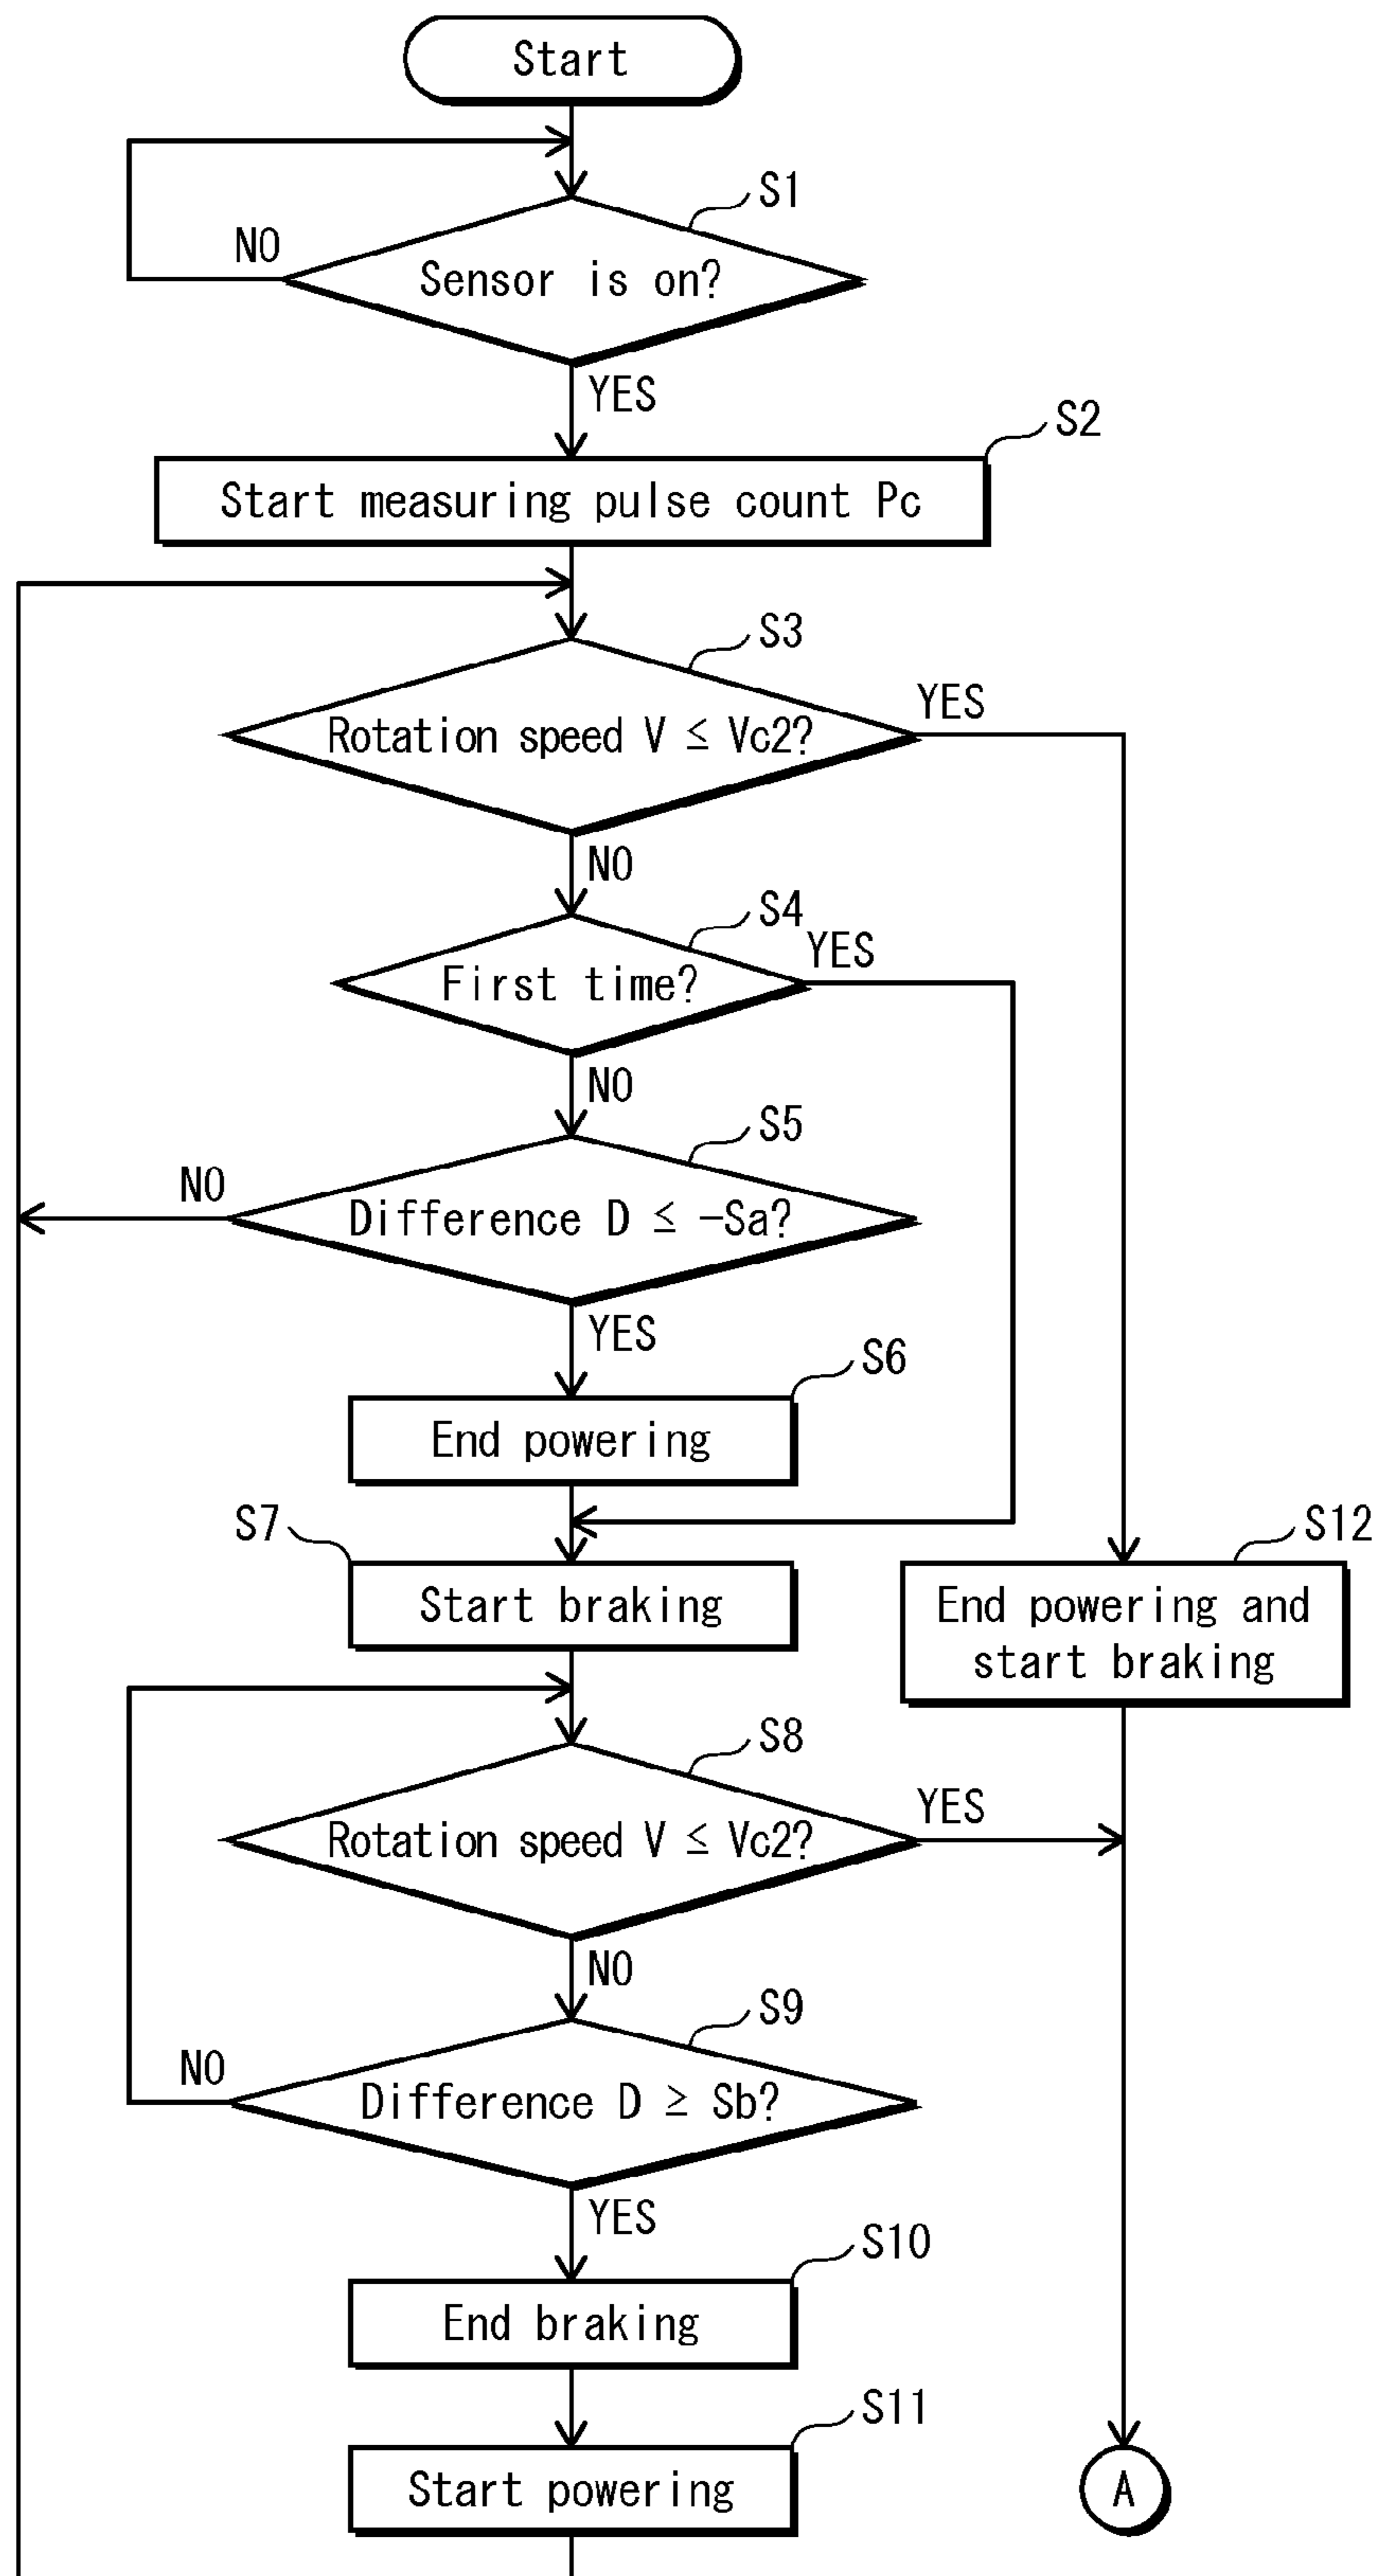 Start
S1
NO
Sensor is on?
YES
S2
Start measuring pulse count Pc
S3
YES
Rotation speed V ≤ Vc2?
NO
S4
YES
First time?
NO
S5
NO
Difference D ≤ -Sa?
YES
S6
End powering
S7
S12
Start braking
End powering and
start braking
S8
YES
Rotation speed V ≤ Vc2?
NO
S9
NO
Difference D ≥ Sb?
YES
S10
End braking
S11
Start powering
A